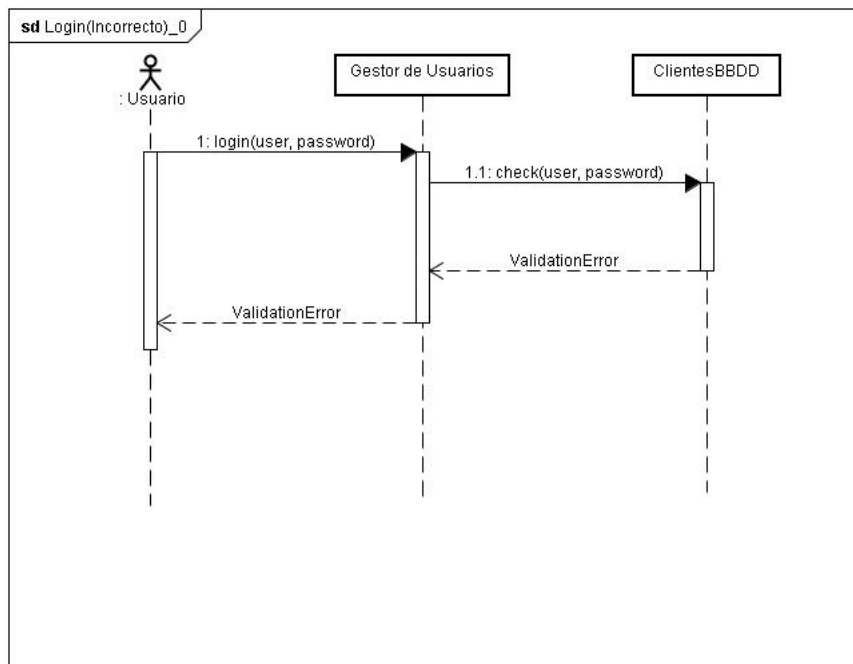 sd Login(Incorrecto)_0
: Usuario
Gestor de Usuarios
ClientesBBDD
1: login(user, password)
1.1: check(user, password)
ValidationError
ValidationError